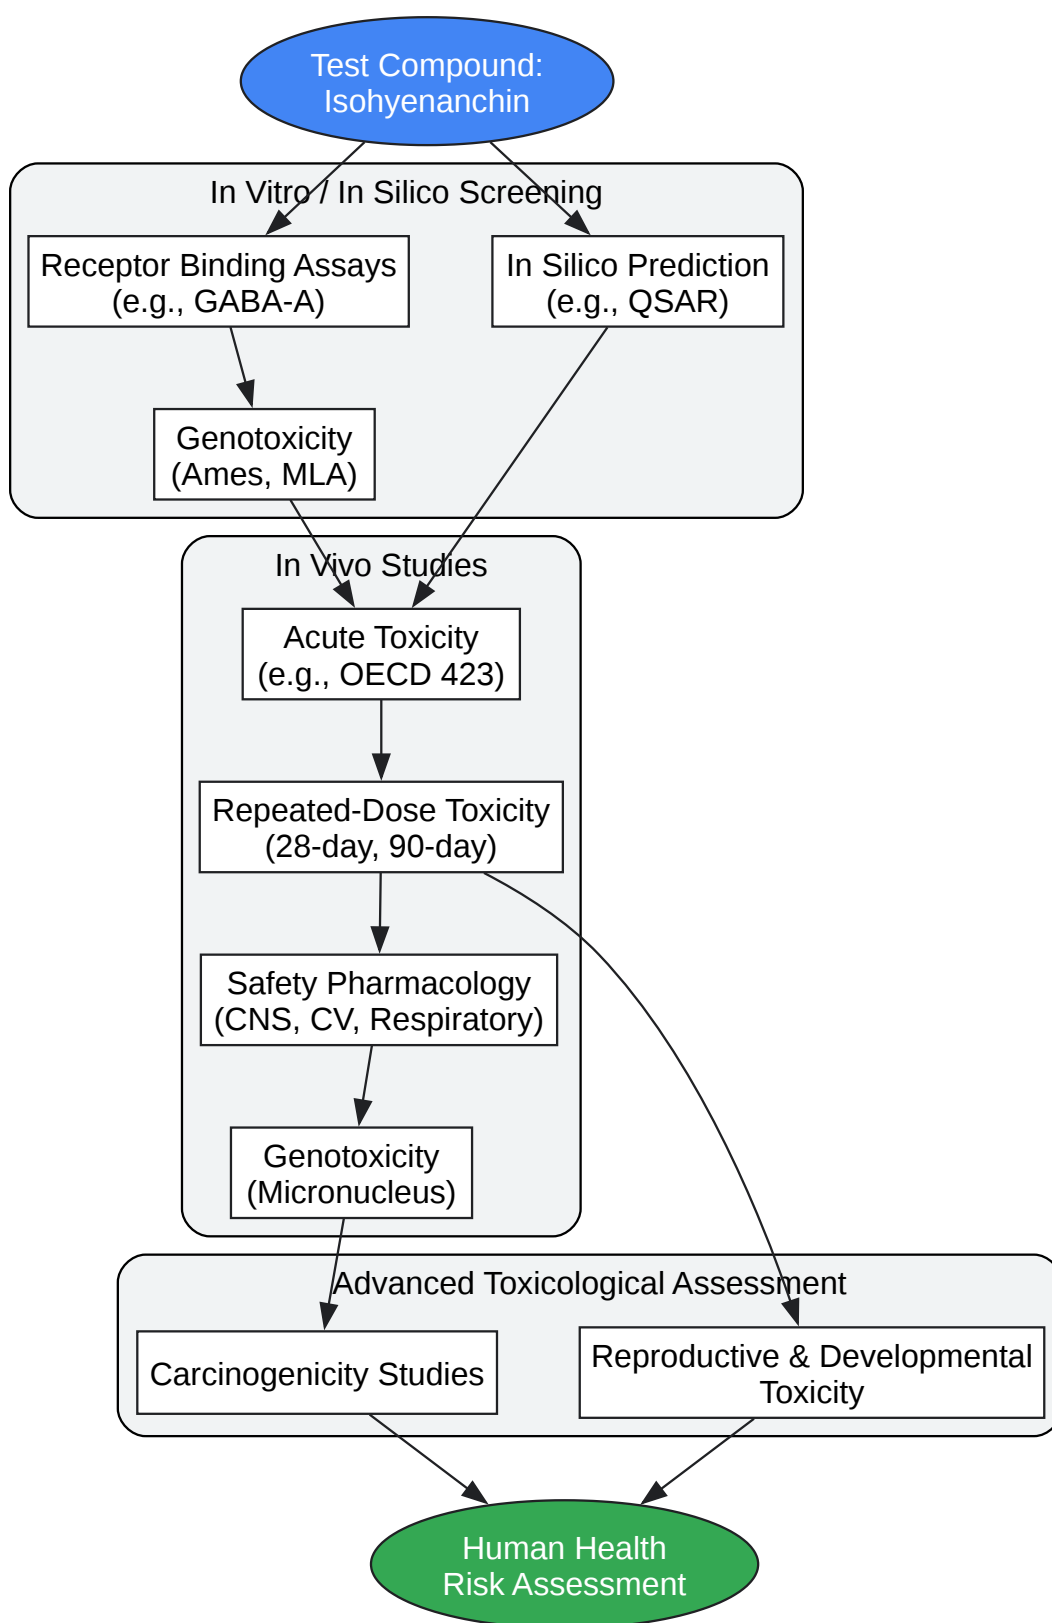 Test Compound:
Isohyenanchin
In Vitro / In Silico Screening
Receptor Binding Assays
(e.g., GABA-A)
In Silico Prediction
(e.g., QSAR)
Genotoxicity
(Ames, MLA)
In Vivo Studies
Acute Toxicity
(e.g., OECD 423)
Repeated-Dose Toxicity
(28-day, 90-day)
Safety Pharmacology
(CNS, CV, Respiratory)
Genotoxicity
(Micronucleus)
Advanced Toxicological Assessment
Carcinogenicity Studies
Reproductive & Developmental
Toxicity
Human Health
Risk Assessment